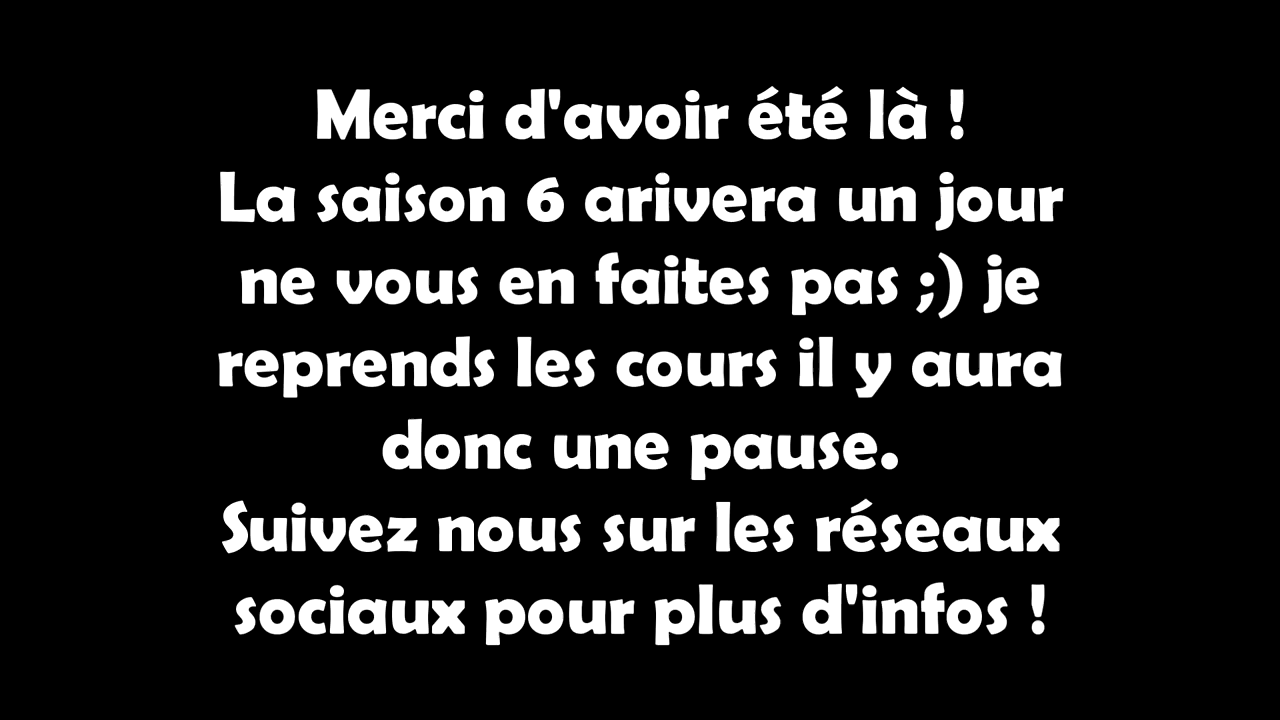 Merci d'avoir été là !
La saison 6 arivera un jour
ne vous en faites pas ;) je
reprends les cours il y aura
donc une pause.
Suivez nous sur les réseaux
sociaux pour plus d'infos !